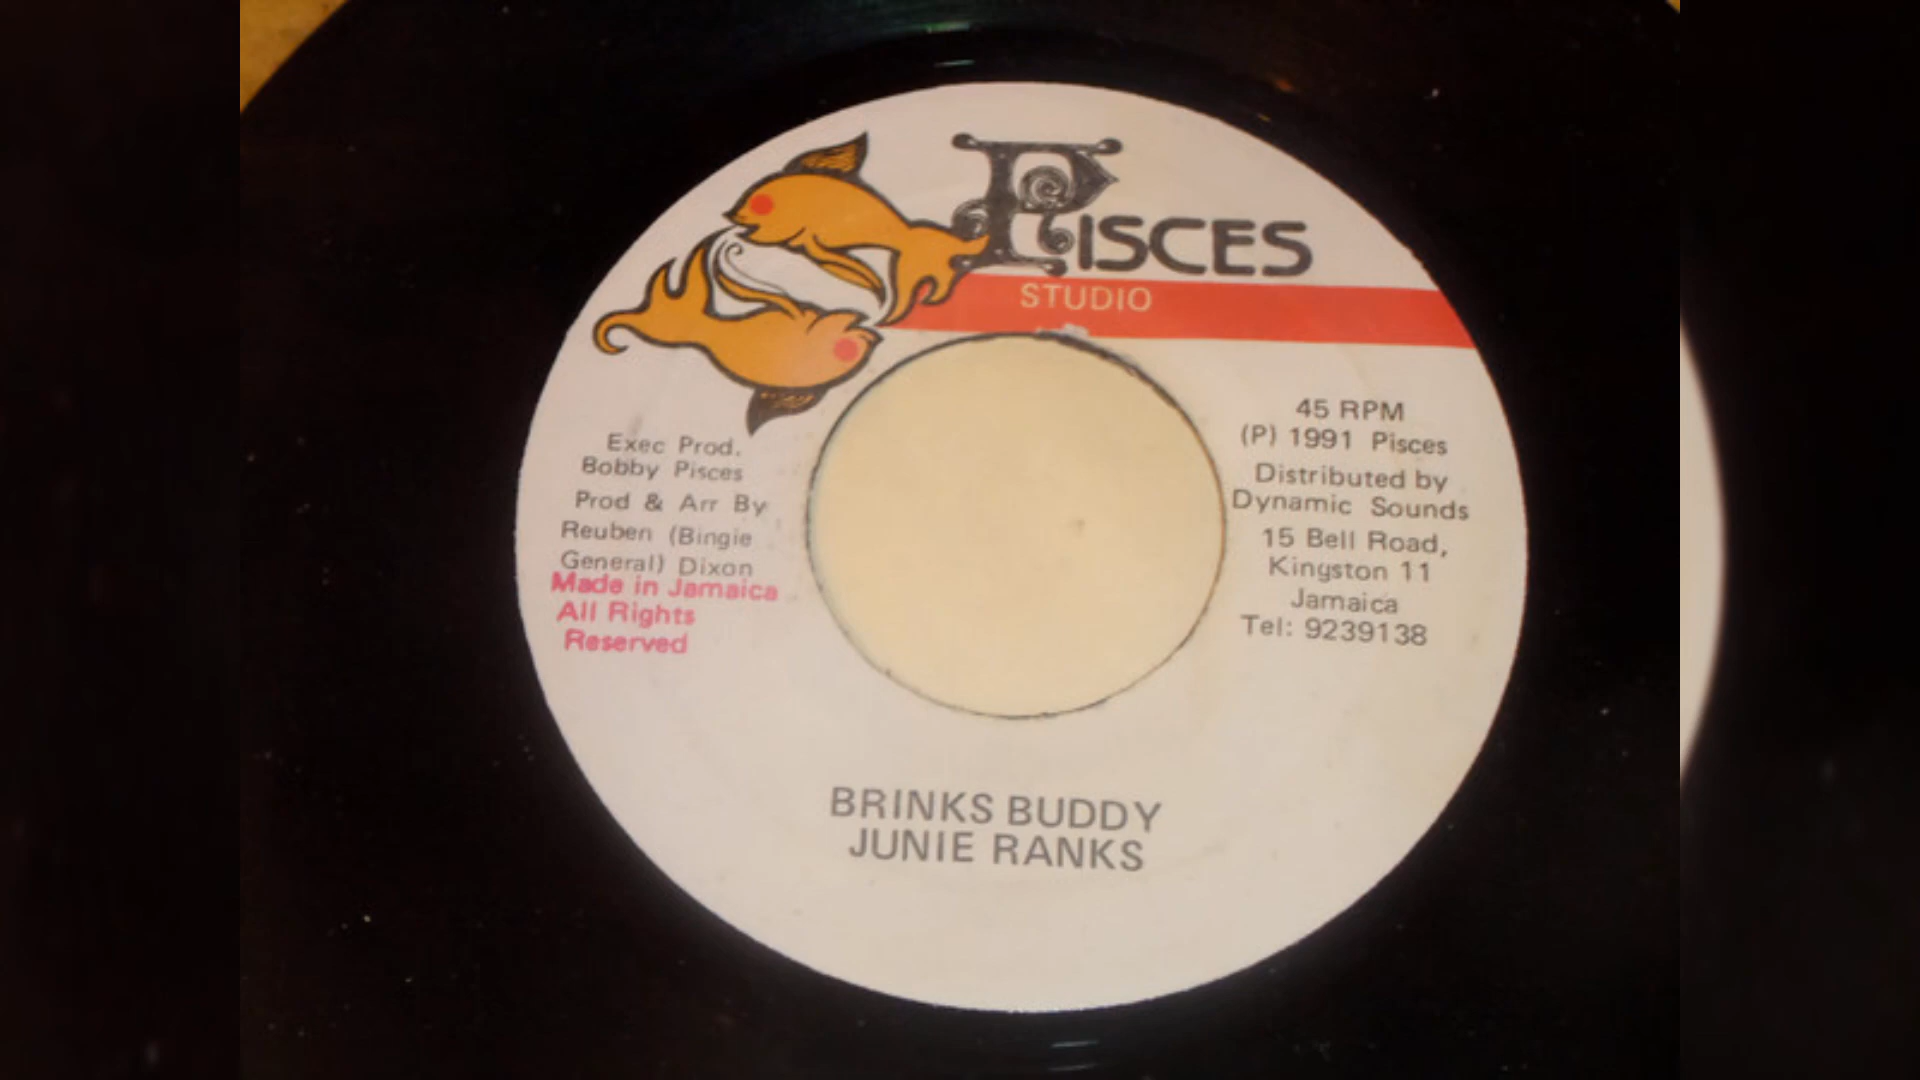 PISCES
STUDIO
Exec Prod.
Bobby Pisces
Prod & Arr By
Reuben (Bingie
General) Dixon
Made in Jamaica
All Rights
Reserved
45 RPM
(P) 1991 Pisces
Distributed by
Dynamic Sounds
15 Bell Road,
Kingston 11
Jamaica
Tel: 9239138
BRINKS BUDDY
JUNIE RANKS